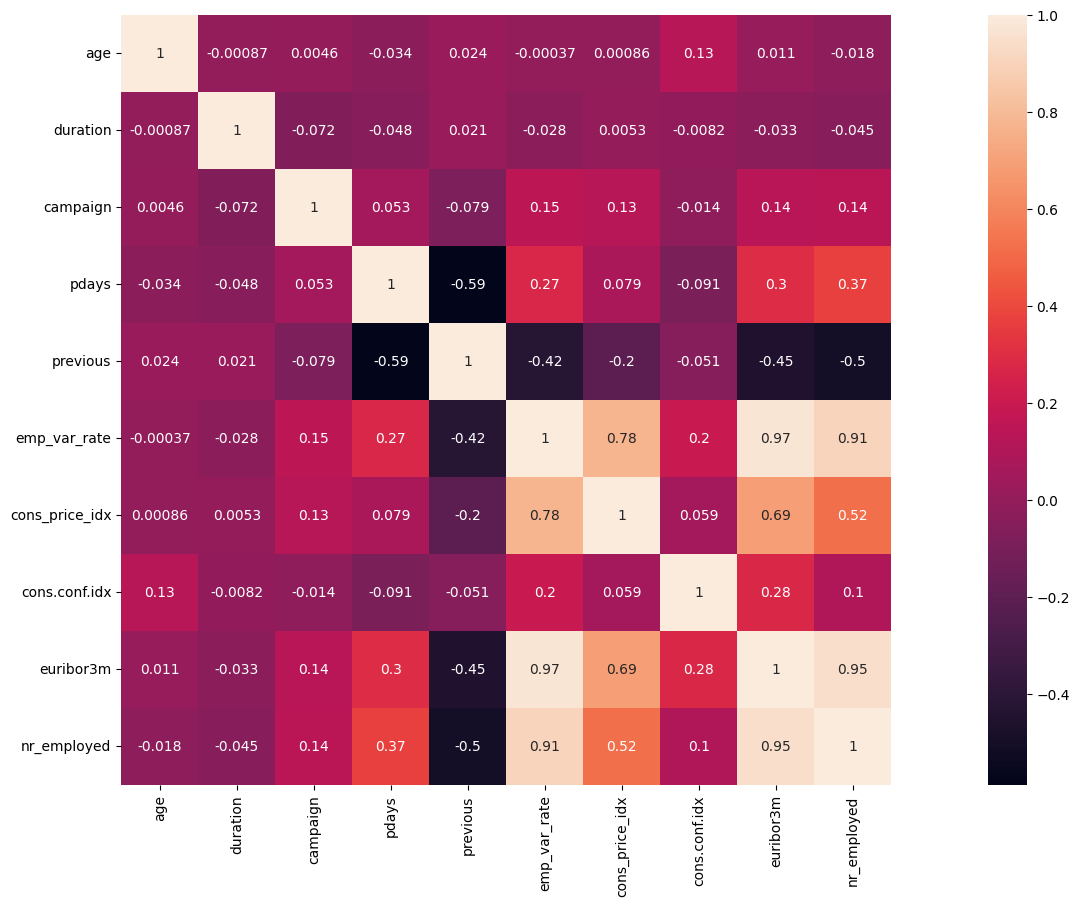 age 1 -0.00087 0.0046 -0.034 0.024 -0.00037 0.00086 0.13 0.011 -0.018
duration -0.00087 1 -0.072 -0.048 0.021 -0.028 0.0053 -0.0082 -0.033 -0.045
campaign 0.0046 -0.072 1 0.053 -0.079 0.15 0.13 -0.014 0.14 0.14
pdays -0.034 -0.048 0.053 1 -0.59 0.27 0.079 -0.091 0.3 0.37
previous 0.024 0.021 -0.079 -0.59 1 -0.42 -0.2 -0.051 -0.45 -0.5
emp_var_rate -0.00037 -0.028 0.15 0.27 -0.42 1 0.78 0.2 0.97 0.91
cons_price_idx 0.00086 0.0053 0.13 0.079 -0.2 0.78 1 0.059 0.69 0.52
cons.conf.idx 0.13 -0.0082 -0.014 -0.091 -0.051 0.2 0.059 1 0.28 0.1
euribor3m 0.011 -0.033 0.14 0.3 -0.45 0.97 0.69 0.28 1 0.95
nr_employed -0.018 -0.045 0.14 0.37 -0.5 0.91 0.52 0.1 0.95 1
age
duration
campaign
pdays
previous
emp_var_rate
cons_price_idx
cons.conf.idx
euribor3m
nr_employed
1.0
0.8
0.6
0.4
0.2
0.0
−0.2
−0.4